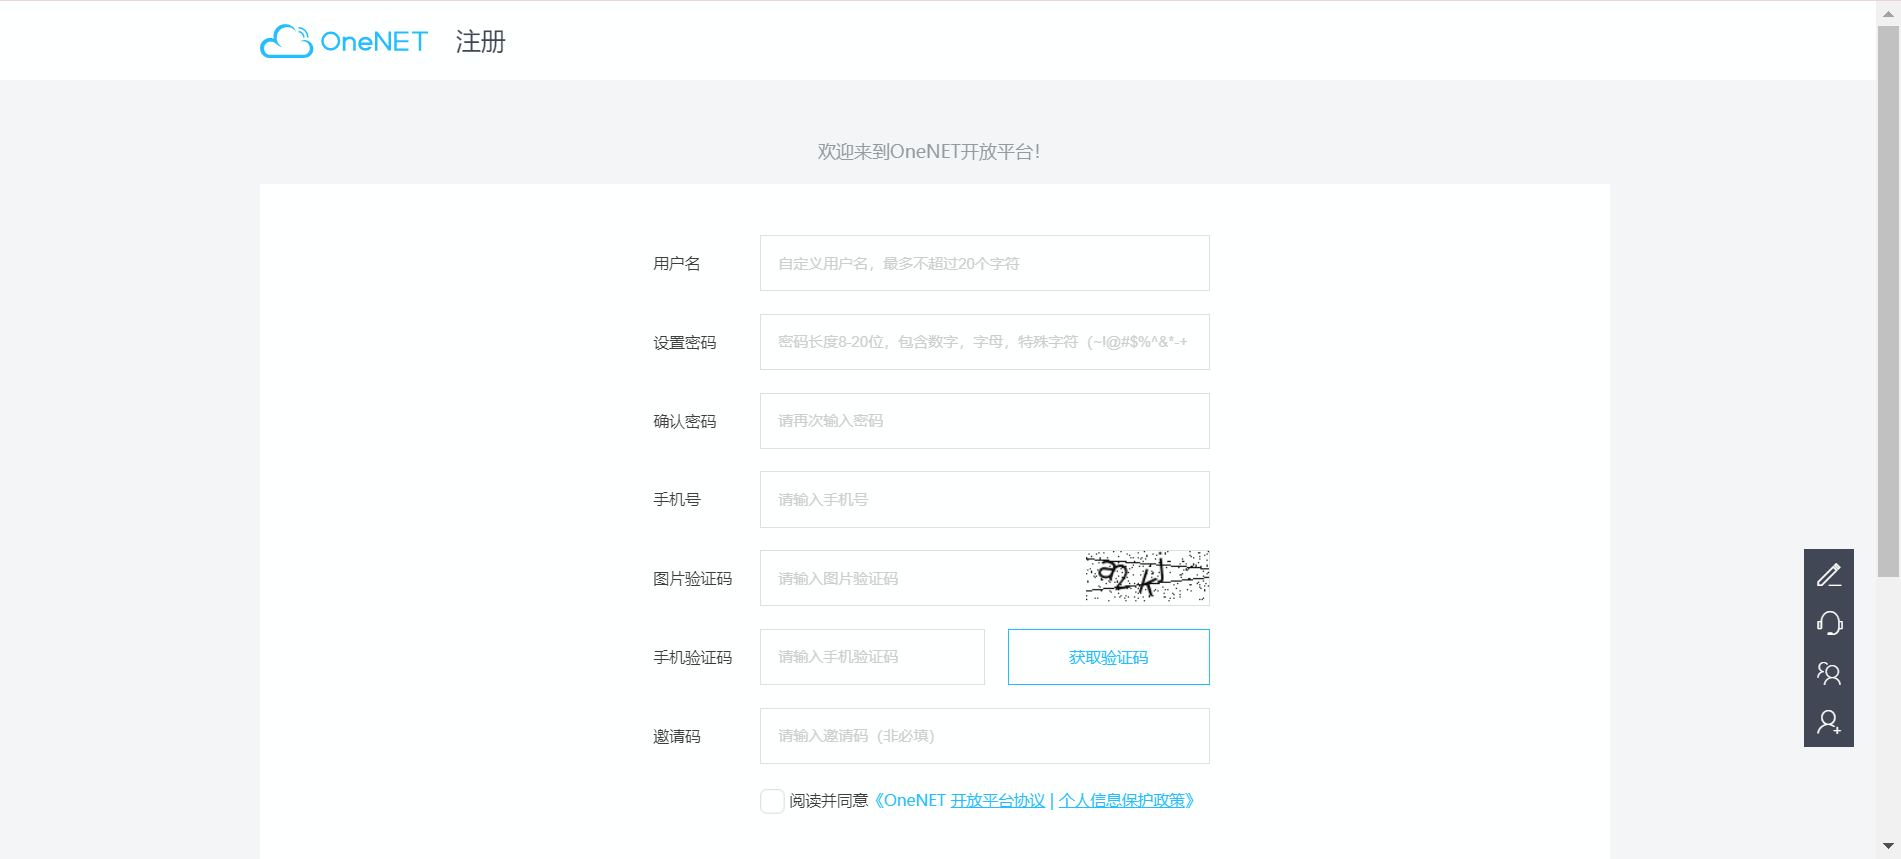 OneNET 注册
欢迎来到OneNET开放平台!
用户名 自定义用户名，最多不超过20个字符
设置密码 密码长度8-20位，包含数字，字母，特殊字符（~!@#$%^&*-+
确认密码 请再次输入密码
手机号 请输入手机号
图片验证码 请输入图片验证码
手机验证码 请输入手机验证码 获取验证码
邀请码 请输入邀请码（非必填）
阅读并同意《OneNET 开放平台协议 | 个人信息保护政策》